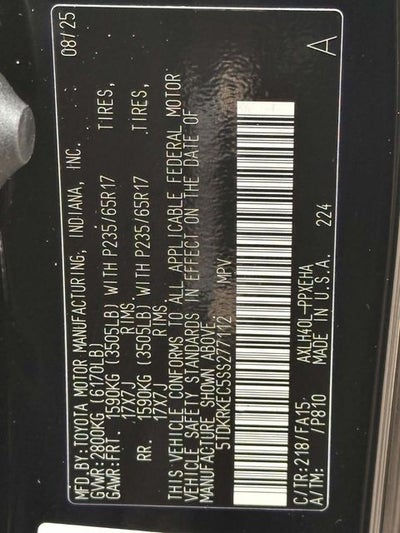 MFD BY: TOYOTA MOTOR MANUFACTURING, INDIANA, INC. 08/25
GVWR: 2800KG (6170LB)
GAWR: FRT. 1590KG (3505LB) WITH P235/65R17 TIRES,
17X7J RIMS.
RR. 1590KG (3505LB) WITH P235/65R17 TIRES,
17X7J RIMS.
THIS VEHICLE CONFORMS TO ALL APPLICABLE FEDERAL MOTOR
VEHICLE SAFETY STANDARDS IN EFFECT ON THE DATE OF
MANUFACTURE SHOWN ABOVE.
5TDKRKEC5SS277112 MPV
C/TR: 218/FA15 AXLH40L-PPXEHA
A/TM: /P810 MADE IN U.S.A. 224 A